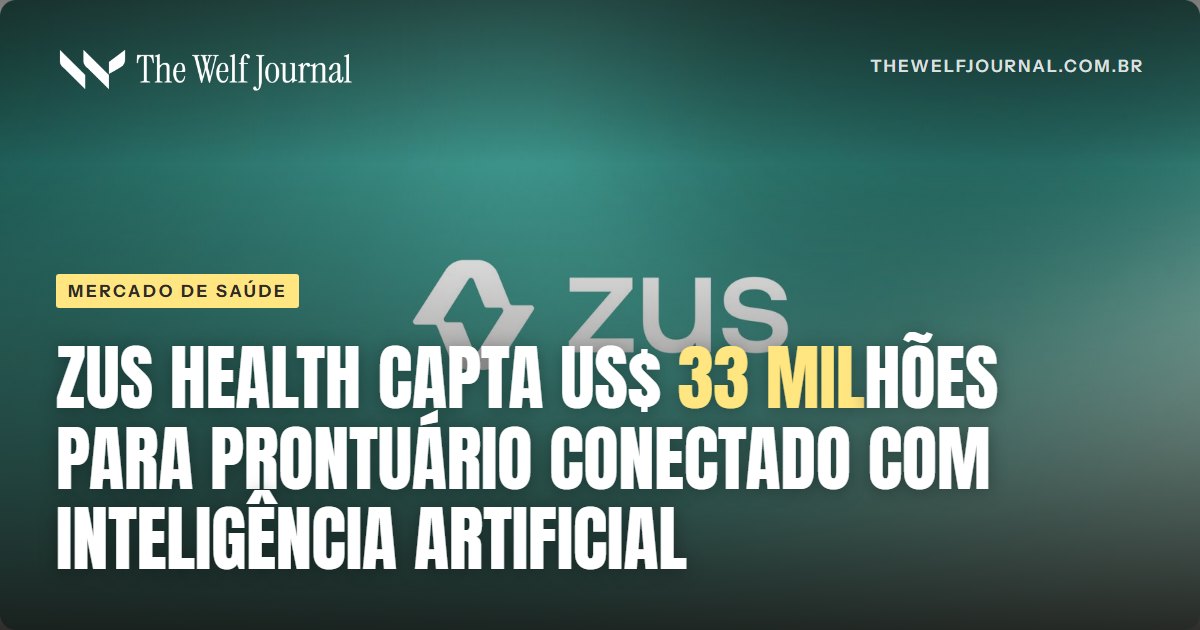 The Welf Journal
THEWELFJOURNAL.COM.BR
MERCADO DE SAÚDE
zus
ZUS HEALTH CAPTA US$ 33 MILHÕES
PARA PRONTUÁRIO CONECTADO COM
INTELIGÊNCIA ARTIFICIAL